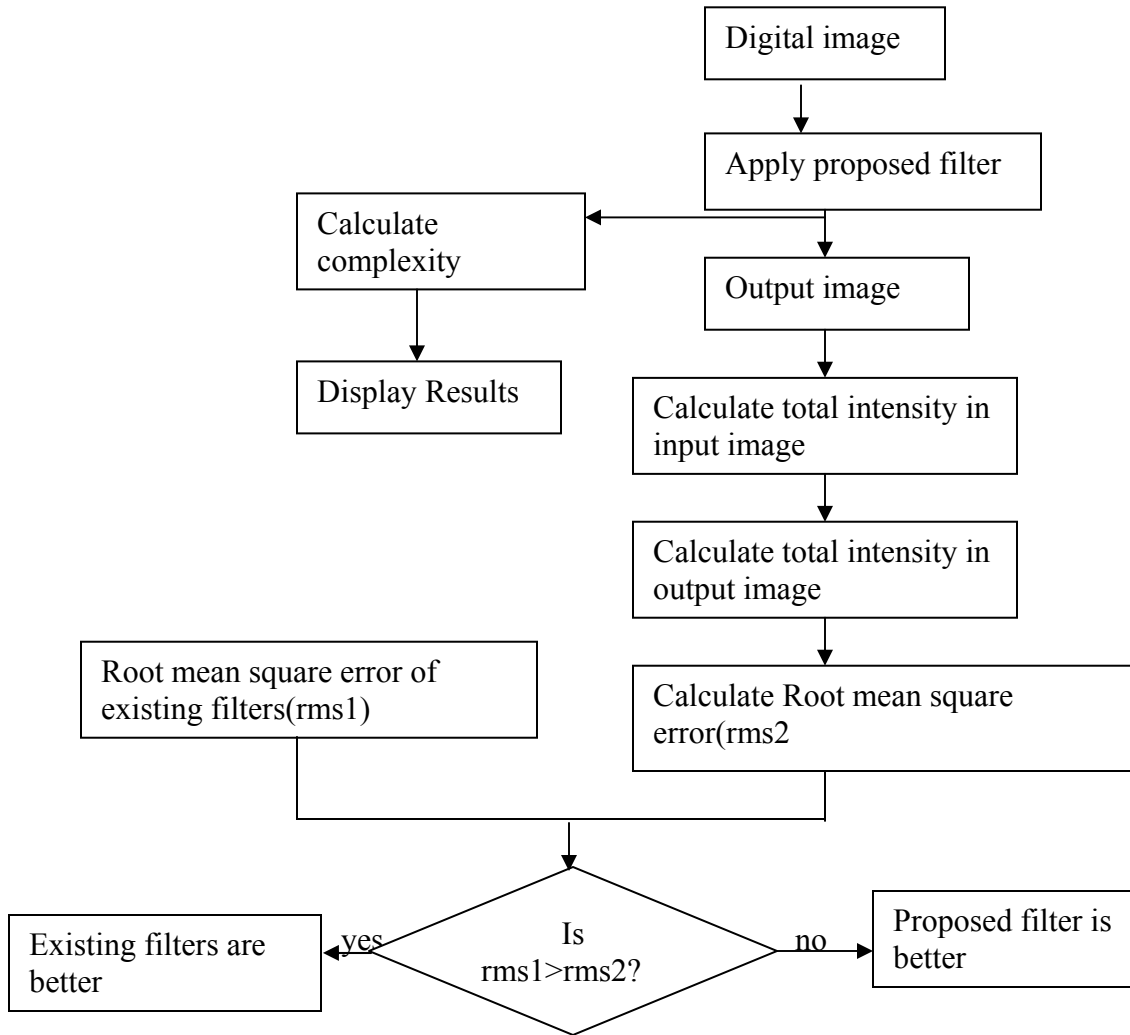 Digital image
Apply proposed filter
Calculate
complexity
Output image
Display Results
Calculate total intensity in
input image
Calculate total intensity in
output image
Root mean square error of
existing filters(rms1)
Calculate Root mean square
error(rms2
Existing filters are
better
yes
Is
rms1>rms2?
no
Proposed filter is
better